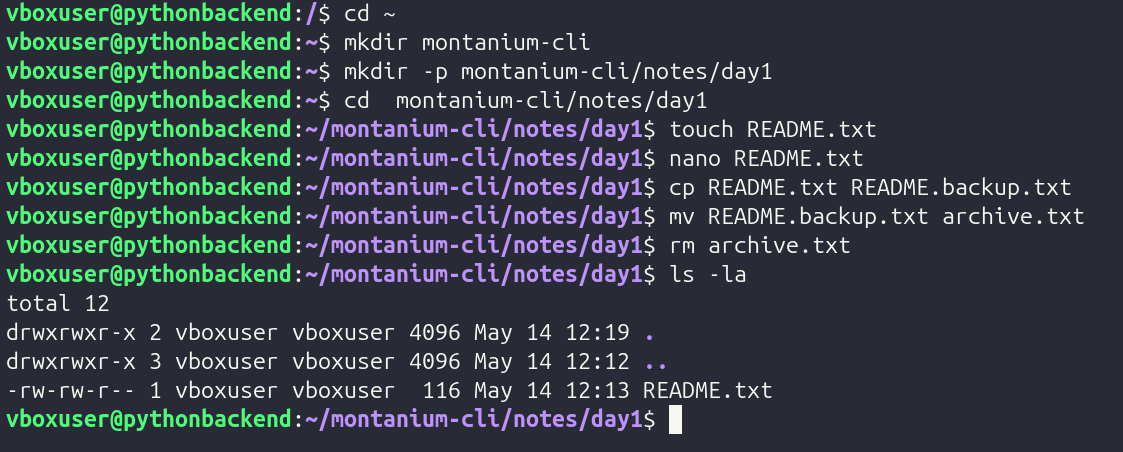 vboxuser@pythonbackend:/$ cd ~
vboxuser@pythonbackend:~$ mkdir montanium-cli
vboxuser@pythonbackend:~$ mkdir -p montanium-cli/notes/day1
vboxuser@pythonbackend:~$ cd  montanium-cli/notes/day1
vboxuser@pythonbackend:~/montanium-cli/notes/day1$ touch README.txt
vboxuser@pythonbackend:~/montanium-cli/notes/day1$ nano README.txt
vboxuser@pythonbackend:~/montanium-cli/notes/day1$ cp README.txt README.backup.txt
vboxuser@pythonbackend:~/montanium-cli/notes/day1$ mv README.backup.txt archive.txt
vboxuser@pythonbackend:~/montanium-cli/notes/day1$ rm archive.txt
vboxuser@pythonbackend:~/montanium-cli/notes/day1$ ls -la
total 12
drwxrwxr-x 2 vboxuser vboxuser 4096 May 14 12:19 .
drwxrwxr-x 3 vboxuser vboxuser 4096 May 14 12:12 ..
-rw-rw-r-- 1 vboxuser vboxuser  116 May 14 12:13 README.txt
vboxuser@pythonbackend:~/montanium-cli/notes/day1$